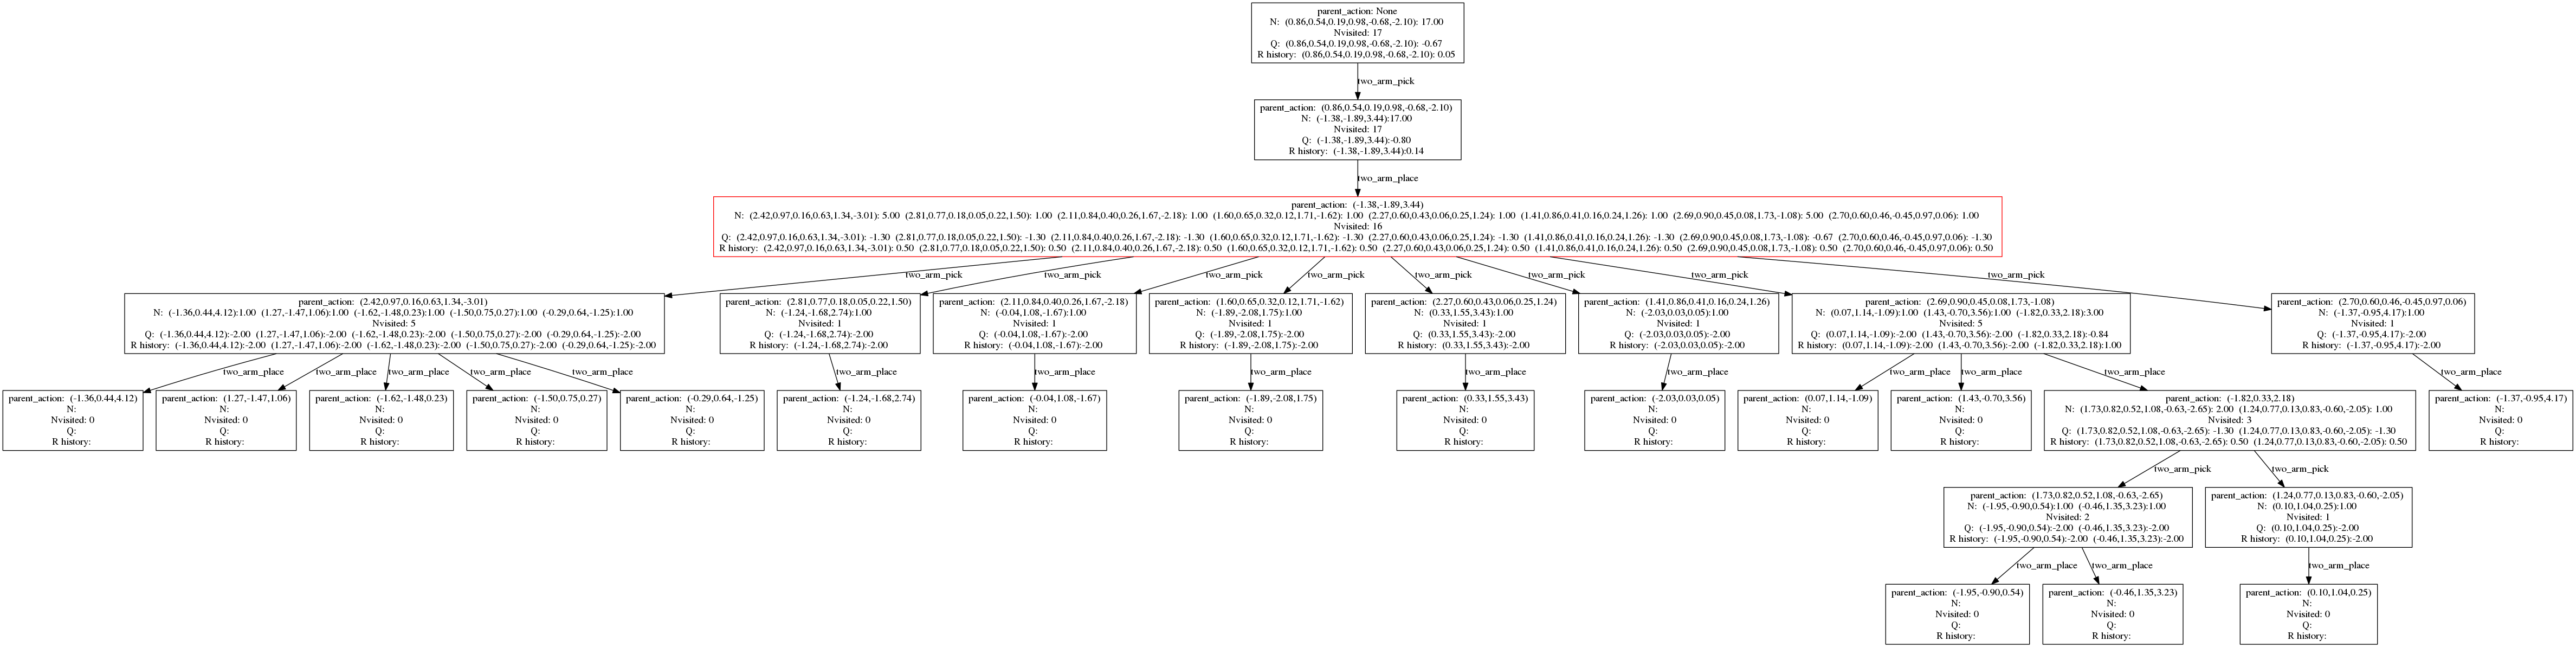 parent_action: None
N: (0.86,0.54,0.19,0.98,-0.68,-2.10): 17.00
Nvisited: 17
Q: (0.86,0.54,0.19,0.98,-0.68,-2.10): -0.67
R history: (0.86,0.54,0.19,0.98,-0.68,-2.10): 0.05
two_arm_pick
parent_action: (0.86,0.54,0.19,0.98,-0.68,-2.10)
N: (-1.38,-1.89,3.44):17.00
Nvisited: 17
Q: (-1.38,-1.89,3.44):-0.80
R history: (-1.38,-1.89,3.44):0.14
two_arm_place
parent_action: (-1.38,-1.89,3.44)
N: (2.42,0.97,0.16,0.63,1.34,-3.01): 5.00 (2.81,0.77,0.18,0.05,0.22,1.50): 1.00 (2.11,0.84,0.40,0.26,1.67,-2.18): 1.00 (1.60,0.65,0.32,0.12,1.71,-1.62): 1.00 (2.27,0.60,0.43,0.06,0.25,1.24): 1.00 (1.41,0.86,0.41,0.16,0.24,1.26): 1.00 (2.69,0.90,0.45,0.08,1.73,-1.08): 5.00 (2.70,0.60,0.46,-0.45,0.97,0.06): 1.00
Nvisited: 16
Q: (2.42,0.97,0.16,0.63,1.34,-3.01): -1.30 (2.81,0.77,0.18,0.05,0.22,1.50): -1.30 (2.11,0.84,0.40,0.26,1.67,-2.18): -1.30 (1.60,0.65,0.32,0.12,1.71,-1.62): -1.30 (2.27,0.60,0.43,0.06,0.25,1.24): -1.30 (1.41,0.86,0.41,0.16,0.24,1.26): -1.30 (2.69,0.90,0.45,0.08,1.73,-1.08): -0.67 (2.70,0.60,0.46,-0.45,0.97,0.06): -1.30
R history: (2.42,0.97,0.16,0.63,1.34,-3.01): 0.50 (2.81,0.77,0.18,0.05,0.22,1.50): 0.50 (2.11,0.84,0.40,0.26,1.67,-2.18): 0.50 (1.60,0.65,0.32,0.12,1.71,-1.62): 0.50 (2.27,0.60,0.43,0.06,0.25,1.24): 0.50 (1.41,0.86,0.41,0.16,0.24,1.26): 0.50 (2.69,0.90,0.45,0.08,1.73,-1.08): 0.50 (2.70,0.60,0.46,-0.45,0.97,0.06): 0.50
two_arm_pick
two_arm_pick
two_arm_pick
two_arm_pick
two_arm_pick
two_arm_pick
two_arm_pick
two_arm_pick
parent_action: (2.42,0.97,0.16,0.63,1.34,-3.01)
N: (-1.36,0.44,4.12):1.00 (1.27,-1.47,1.06):1.00 (-1.62,-1.48,0.23):1.00 (-1.50,0.75,0.27):1.00 (-0.29,0.64,-1.25):1.00
Nvisited: 5
Q: (-1.36,0.44,4.12):-2.00 (1.27,-1.47,1.06):-2.00 (-1.62,-1.48,0.23):-2.00 (-1.50,0.75,0.27):-2.00 (-0.29,0.64,-1.25):-2.00
R history: (-1.36,0.44,4.12):-2.00 (1.27,-1.47,1.06):-2.00 (-1.62,-1.48,0.23):-2.00 (-1.50,0.75,0.27):-2.00 (-0.29,0.64,-1.25):-2.00
parent_action: (2.81,0.77,0.18,0.05,0.22,1.50)
N: (-1.24,-1.68,2.74):1.00
Nvisited: 1
Q: (-1.24,-1.68,2.74):-2.00
R history: (-1.24,-1.68,2.74):-2.00
parent_action: (2.11,0.84,0.40,0.26,1.67,-2.18)
N: (-0.04,1.08,-1.67):1.00
Nvisited: 1
Q: (-0.04,1.08,-1.67):-2.00
R history: (-0.04,1.08,-1.67):-2.00
parent_action: (1.60,0.65,0.32,0.12,1.71,-1.62)
N: (-1.89,-2.08,1.75):1.00
Nvisited: 1
Q: (-1.89,-2.08,1.75):-2.00
R history: (-1.89,-2.08,1.75):-2.00
parent_action: (2.27,0.60,0.43,0.06,0.25,1.24)
N: (0.33,1.55,3.43):1.00
Nvisited: 1
Q: (0.33,1.55,3.43):-2.00
R history: (0.33,1.55,3.43):-2.00
parent_action: (1.41,0.86,0.41,0.16,0.24,1.26)
N: (-2.03,0.03,0.05):1.00
Nvisited: 1
Q: (-2.03,0.03,0.05):-2.00
R history: (-2.03,0.03,0.05):-2.00
parent_action: (2.69,0.90,0.45,0.08,1.73,-1.08)
N: (0.07,1.14,-1.09):1.00 (1.43,-0.70,3.56):1.00 (-1.82,0.33,2.18):3.00
Nvisited: 5
Q: (0.07,1.14,-1.09):-2.00 (1.43,-0.70,3.56):-2.00 (-1.82,0.33,2.18):-0.84
R history: (0.07,1.14,-1.09):-2.00 (1.43,-0.70,3.56):-2.00 (-1.82,0.33,2.18):1.00
parent_action: (2.70,0.60,0.46,-0.45,0.97,0.06)
N: (-1.37,-0.95,4.17):1.00
Nvisited: 1
Q: (-1.37,-0.95,4.17):-2.00
R history: (-1.37,-0.95,4.17):-2.00
two_arm_place
two_arm_place
two_arm_place
two_arm_place
two_arm_place
two_arm_place
two_arm_place
two_arm_place
two_arm_place
two_arm_place
two_arm_place
two_arm_place
two_arm_place
two_arm_place
parent_action: (-1.36,0.44,4.12)
N:
Nvisited: 0
Q:
R history:
parent_action: (1.27,-1.47,1.06)
N:
Nvisited: 0
Q:
R history:
parent_action: (-1.62,-1.48,0.23)
N:
Nvisited: 0
Q:
R history:
parent_action: (-1.50,0.75,0.27)
N:
Nvisited: 0
Q:
R history:
parent_action: (-0.29,0.64,-1.25)
N:
Nvisited: 0
Q:
R history:
parent_action: (-1.24,-1.68,2.74)
N:
Nvisited: 0
Q:
R history:
parent_action: (-0.04,1.08,-1.67)
N:
Nvisited: 0
Q:
R history:
parent_action: (-1.89,-2.08,1.75)
N:
Nvisited: 0
Q:
R history:
parent_action: (0.33,1.55,3.43)
N:
Nvisited: 0
Q:
R history:
parent_action: (-2.03,0.03,0.05)
N:
Nvisited: 0
Q:
R history:
parent_action: (0.07,1.14,-1.09)
N:
Nvisited: 0
Q:
R history:
parent_action: (1.43,-0.70,3.56)
N:
Nvisited: 0
Q:
R history:
parent_action: (-1.82,0.33,2.18)
N: (1.73,0.82,0.52,1.08,-0.63,-2.65): 2.00 (1.24,0.77,0.13,0.83,-0.60,-2.05): 1.00
Nvisited: 3
Q: (1.73,0.82,0.52,1.08,-0.63,-2.65): -1.30 (1.24,0.77,0.13,0.83,-0.60,-2.05): -1.30
R history: (1.73,0.82,0.52,1.08,-0.63,-2.65): 0.50 (1.24,0.77,0.13,0.83,-0.60,-2.05): 0.50
parent_action: (-1.37,-0.95,4.17)
N:
Nvisited: 0
Q:
R history:
two_arm_pick
two_arm_pick
parent_action: (1.73,0.82,0.52,1.08,-0.63,-2.65)
N: (-1.95,-0.90,0.54):1.00 (-0.46,1.35,3.23):1.00
Nvisited: 2
Q: (-1.95,-0.90,0.54):-2.00 (-0.46,1.35,3.23):-2.00
R history: (-1.95,-0.90,0.54):-2.00 (-0.46,1.35,3.23):-2.00
parent_action: (1.24,0.77,0.13,0.83,-0.60,-2.05)
N: (0.10,1.04,0.25):1.00
Nvisited: 1
Q: (0.10,1.04,0.25):-2.00
R history: (0.10,1.04,0.25):-2.00
two_arm_place
two_arm_place
two_arm_place
parent_action: (-1.95,-0.90,0.54)
N:
Nvisited: 0
Q:
R history:
parent_action: (-0.46,1.35,3.23)
N:
Nvisited: 0
Q:
R history:
parent_action: (0.10,1.04,0.25)
N:
Nvisited: 0
Q:
R history: